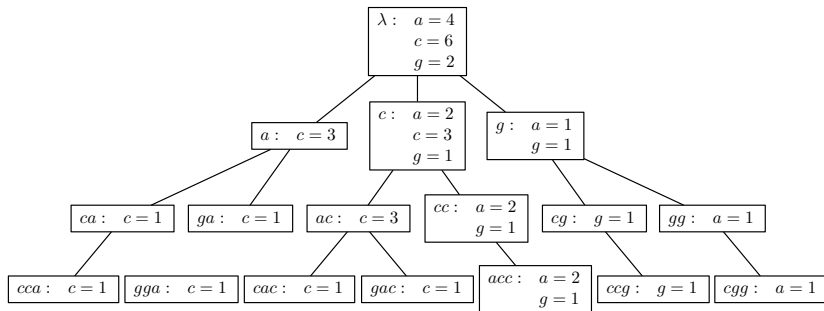 λ : a = 4
c = 6
g = 2
a : c = 3
c : a = 2
c = 3
g = 1
g : a = 1
g = 1
ca : c = 1
ga : c = 1
ac : c = 3
cc : a = 2
g = 1
cg : g = 1
gg : a = 1
cca : c = 1
gga : c = 1
cac : c = 1
gac : c = 1
acc : a = 2
g = 1
ccg : g = 1
cgg : a = 1